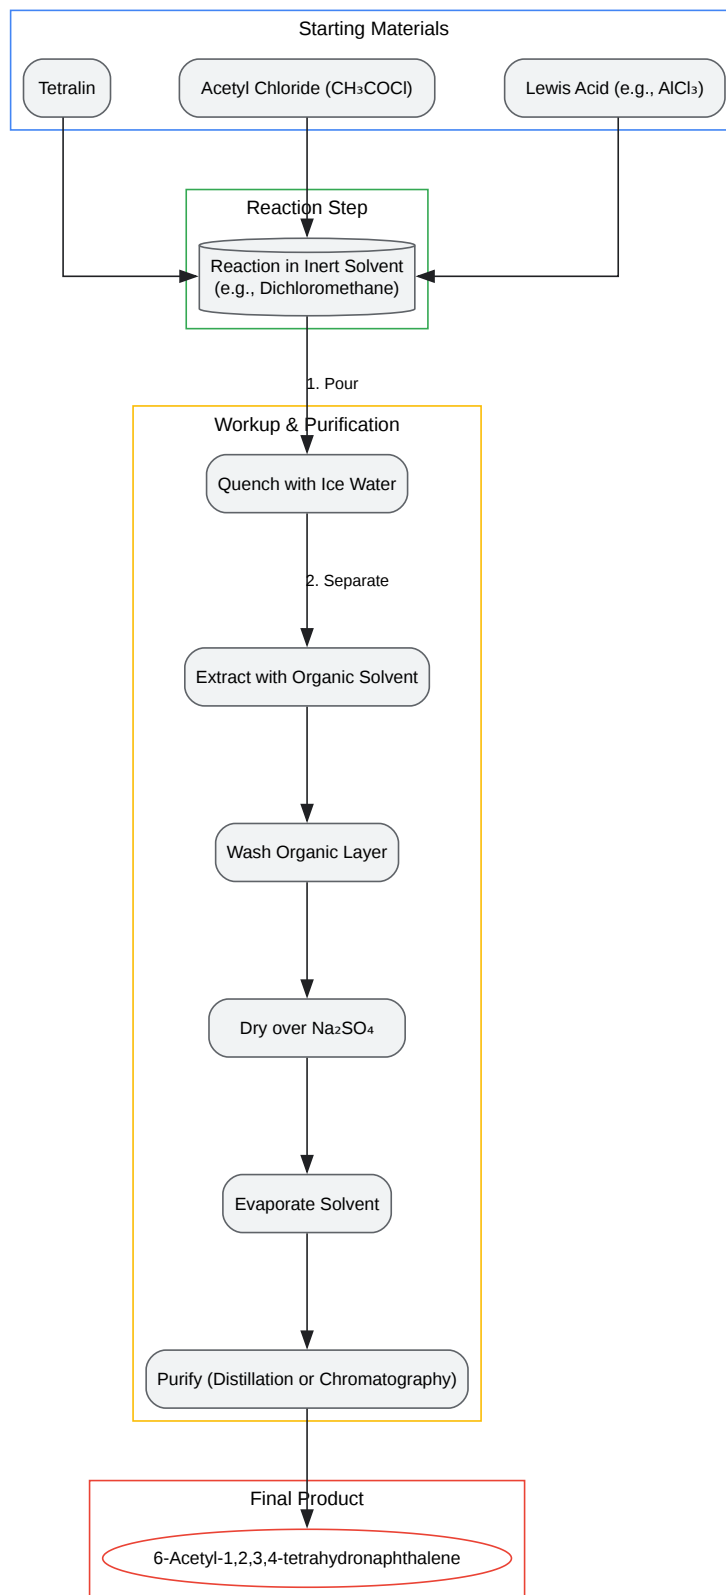 Starting Materials
Tetralin
Acetyl Chloride (CH₃COCl)
Lewis Acid (e.g., AlCl₃)
Reaction Step
Reaction in Inert Solvent
(e.g., Dichloromethane)
1. Pour
Workup & Purification
Quench with Ice Water
2. Separate
Extract with Organic Solvent
Wash Organic Layer
Dry over Na₂SO₄
Evaporate Solvent
Purify (Distillation or Chromatography)
Final Product
6-Acetyl-1,2,3,4-tetrahydronaphthalene